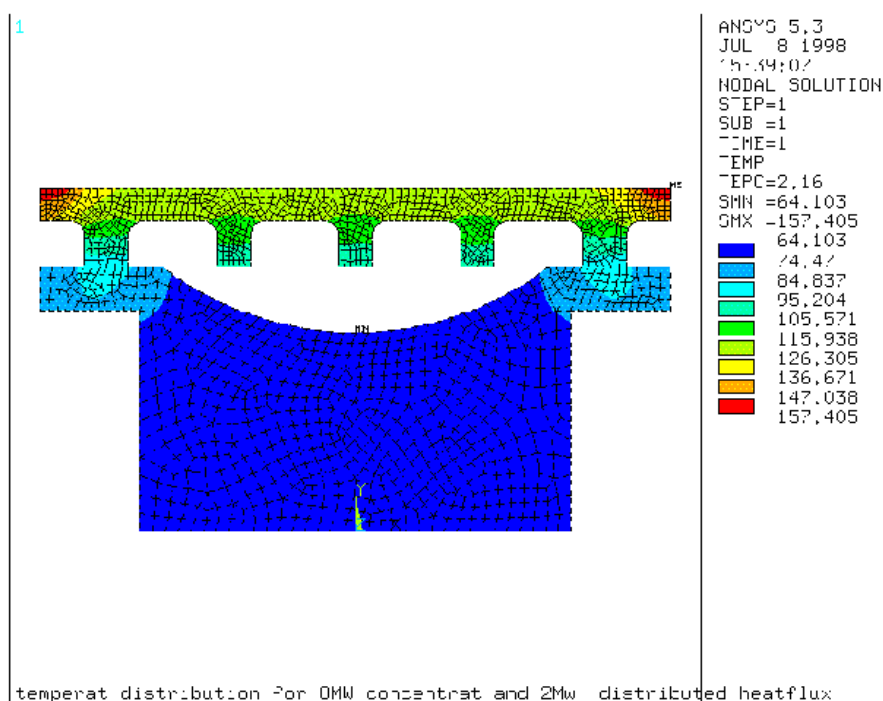 1
ANSYS 5.3
JUL 8 1998
NODAL SOLUTION
STEP=1
SUB =1
TIME=1
TEMP
TEPC=2.16
SMN =64.103
SMX =157.405
64.103
74.47
84.837
95.204
105.571
115.938
126.305
136.671
147.038
157.405
MX
MN
Y
temperat distribution for 0MW concentrat and 2Mw distributed heatflux